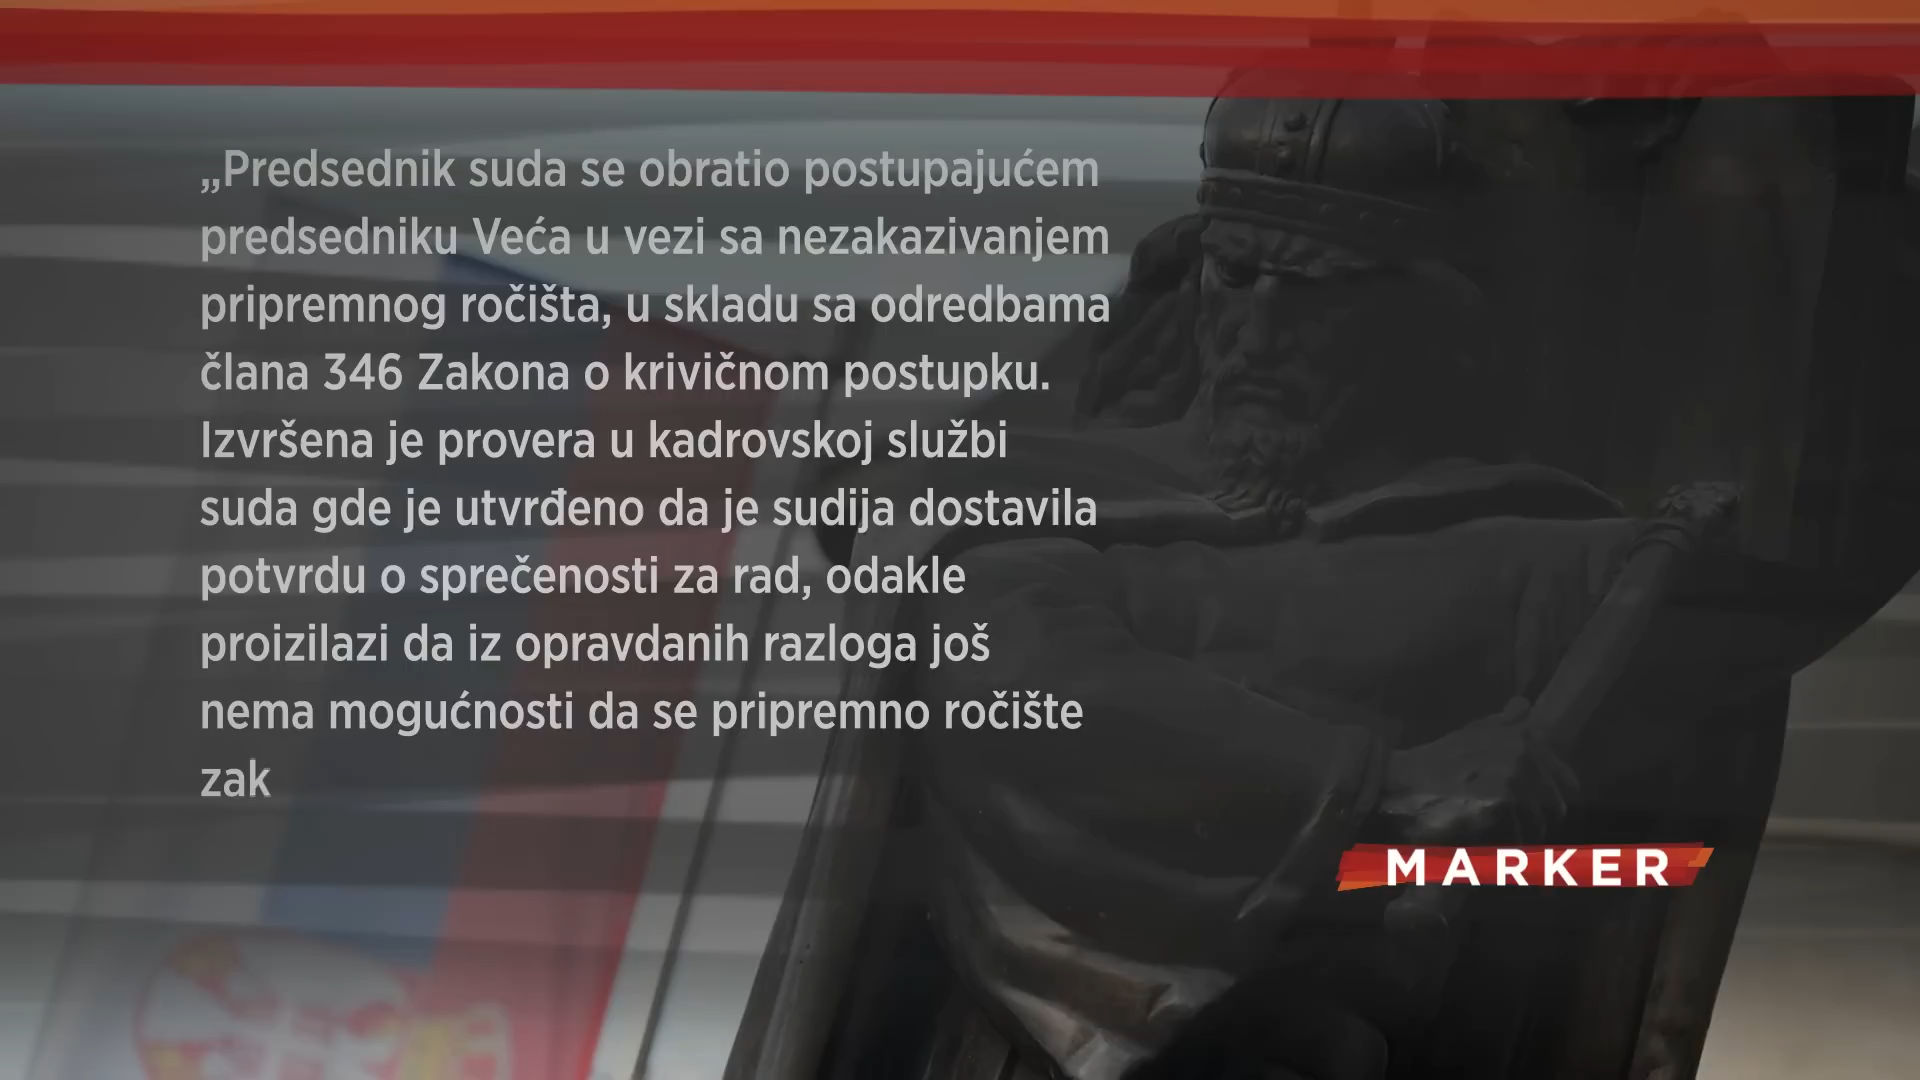 „Predsednik suda se obratio postupajućem
predsedniku Veća u vezi sa nezakazivanjem
pripremnog ročišta, u skladu sa odredbama
člana 346 Zakona o krivičnom postupku.
Izvršena je provera u kadrovskoj službi
suda gde je utvrđeno da je sudija dostavila
potvrdu o sprečenosti za rad, odakle
proizilazi da iz opravdanih razloga još
nema mogućnosti da se pripremno ročište
zak
MARKER